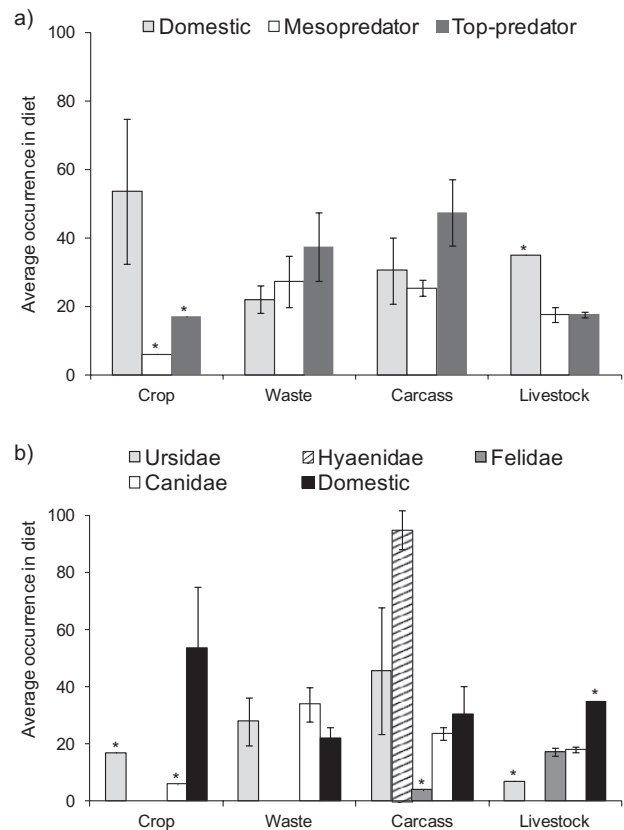 a)
Domestic Mesopredator Top-predator
Average occurrence in diet
100
80
60
40
20
0
* * *
Crop Waste Carcass Livestock
b)
Ursidae Hyaenidae Felidae
Canidae Domestic
Average occurrence in diet
100
80
60
40
20
0
* * * * *
Crop Waste Carcass Livestock